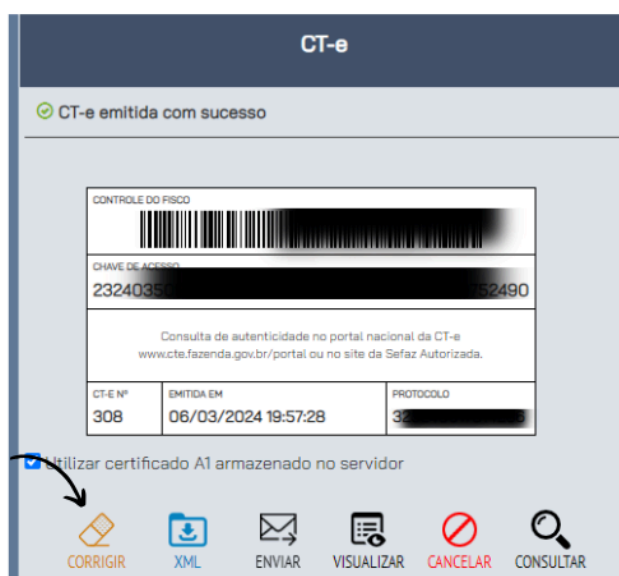 CT-e
CT-e emitida com sucesso
CONTROLE DO FISCO
CHAVE DE ACESSO
Consulta de autenticidade no portal nacional da CT-e
www.cte.fazenda.gov.br/portal ou no site da Sefaz Autorizada.
CT-E Nº EMITIDA EM PROTOCOLO
308 06/03/2024 19:57:28
Utilizar certificado A1 armazenado no servidor
CORRIGIR XML ENVIAR VISUALIZAR CANCELAR CONSULTAR